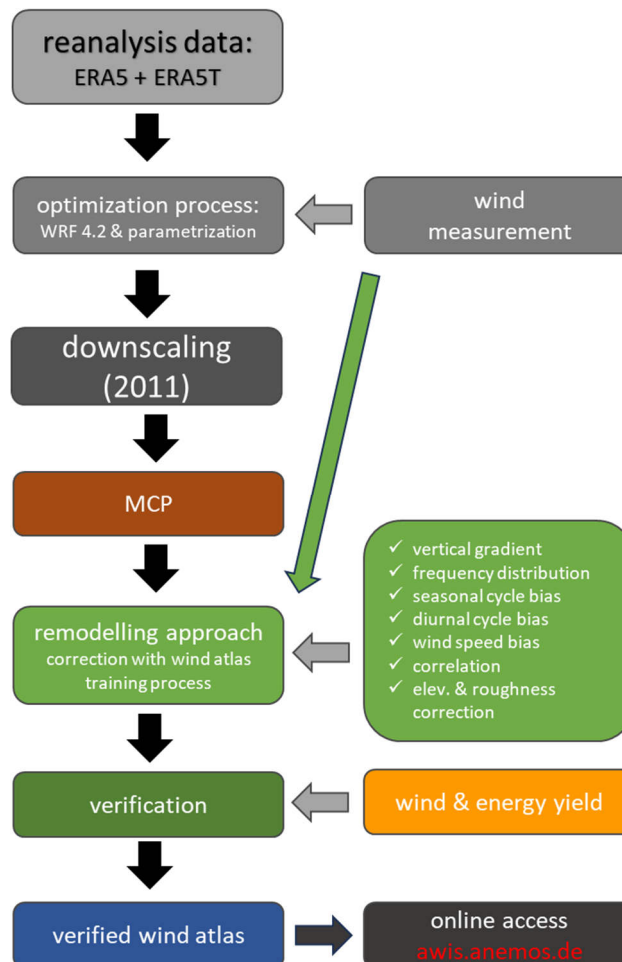 reanalysis data:
ERA5 + ERA5T
optimization process:
WRF 4.2 & parametrization
wind
measurement
downscaling
(2011)
MCP
remodelling approach
correction with wind atlas
training process
✓ vertical gradient
✓ frequency distribution
✓ seasonal cycle bias
✓ diurnal cycle bias
✓ wind speed bias
✓ correlation
✓ elev. & roughness
correction
verification
wind & energy yield
verified wind atlas
online access
awis.anemos.de